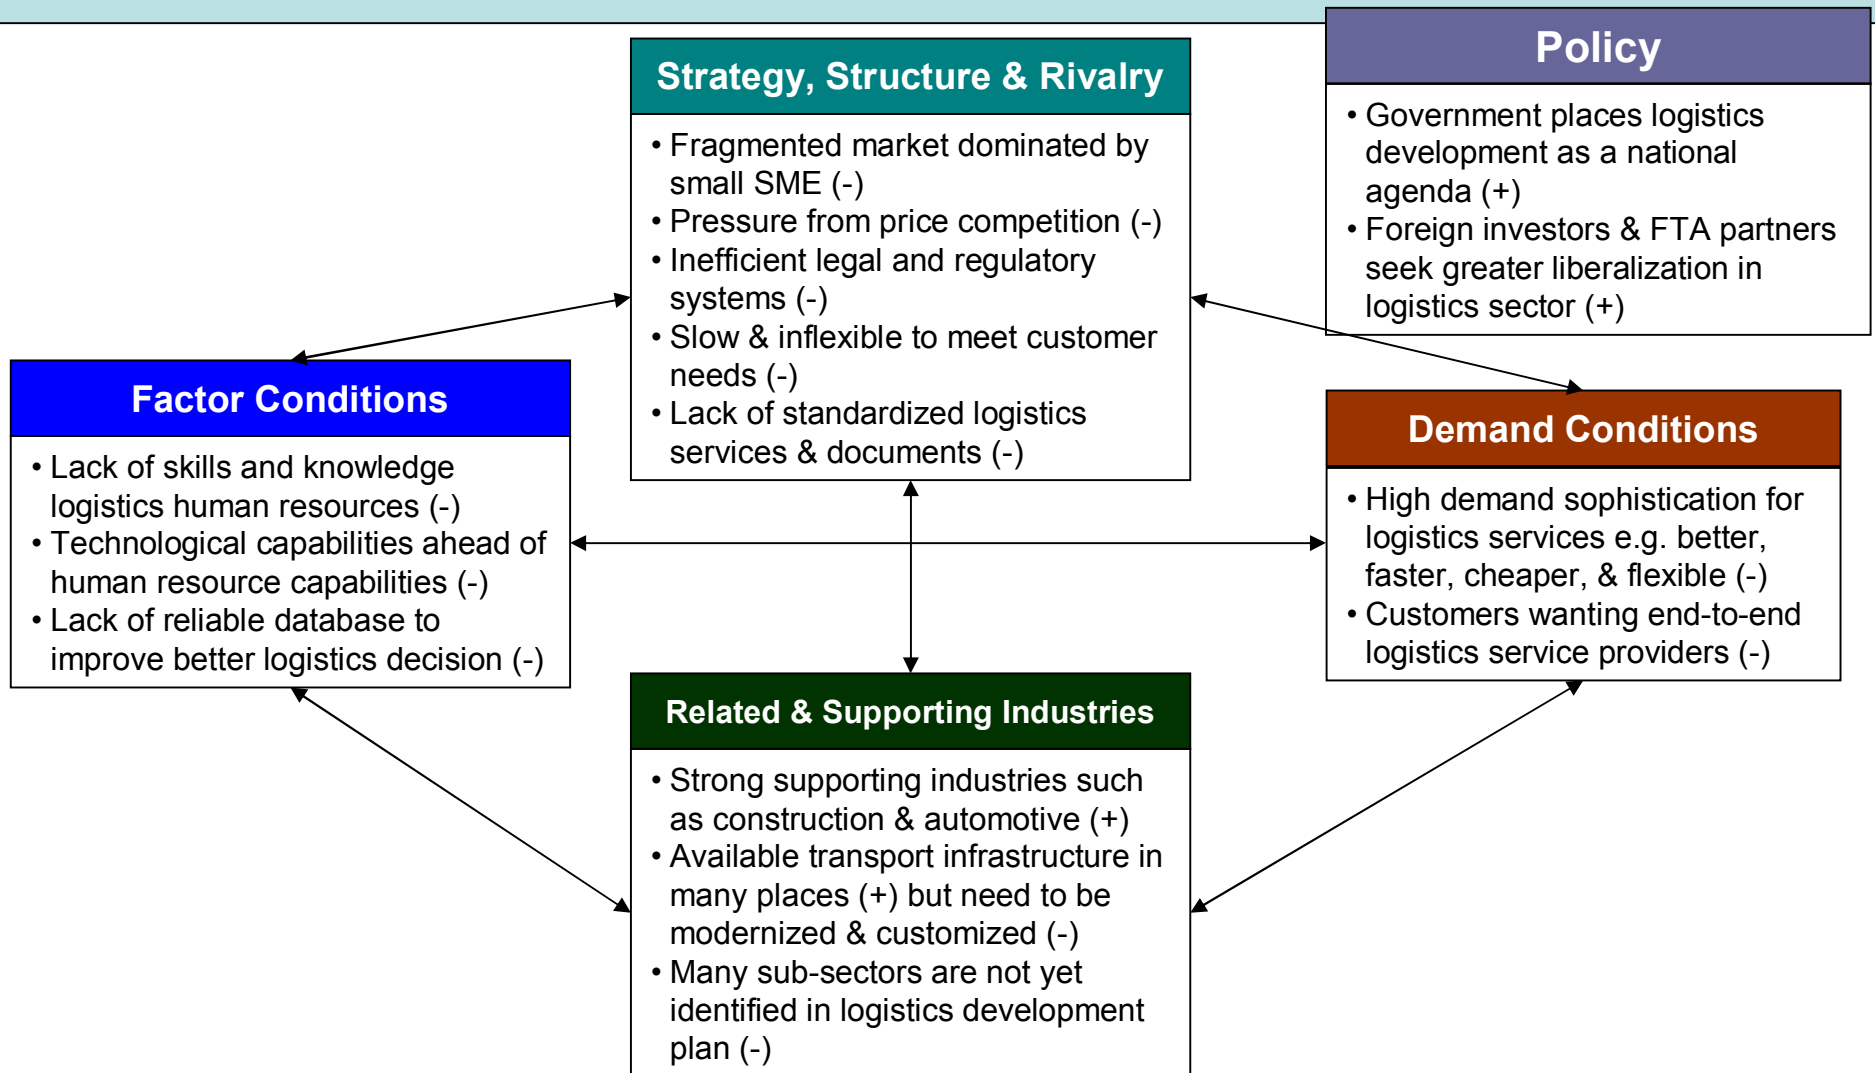 Policy
• Government places logistics
development as a national
agenda (+)
• Foreign investors & FTA partners
seek greater liberalization in
logistics sector (+)
Strategy, Structure & Rivalry
• Fragmented market dominated by
small SME (-)
• Pressure from price competition (-)
• Inefficient legal and regulatory
systems (-)
• Slow & inflexible to meet customer
needs (-)
• Lack of standardized logistics
services & documents (-)
Factor Conditions
• Lack of skills and knowledge
logistics human resources (-)
• Technological capabilities ahead of
human resource capabilities (-)
• Lack of reliable database to
improve better logistics decision (-)
Demand Conditions
• High demand sophistication for
logistics services e.g. better,
faster, cheaper, & flexible (-)
• Customers wanting end-to-end
logistics service providers (-)
Related & Supporting Industries
• Strong supporting industries such
as construction & automotive (+)
• Available transport infrastructure in
many places (+) but need to be
modernized & customized (-)
• Many sub-sectors are not yet
identified in logistics development
plan (-)